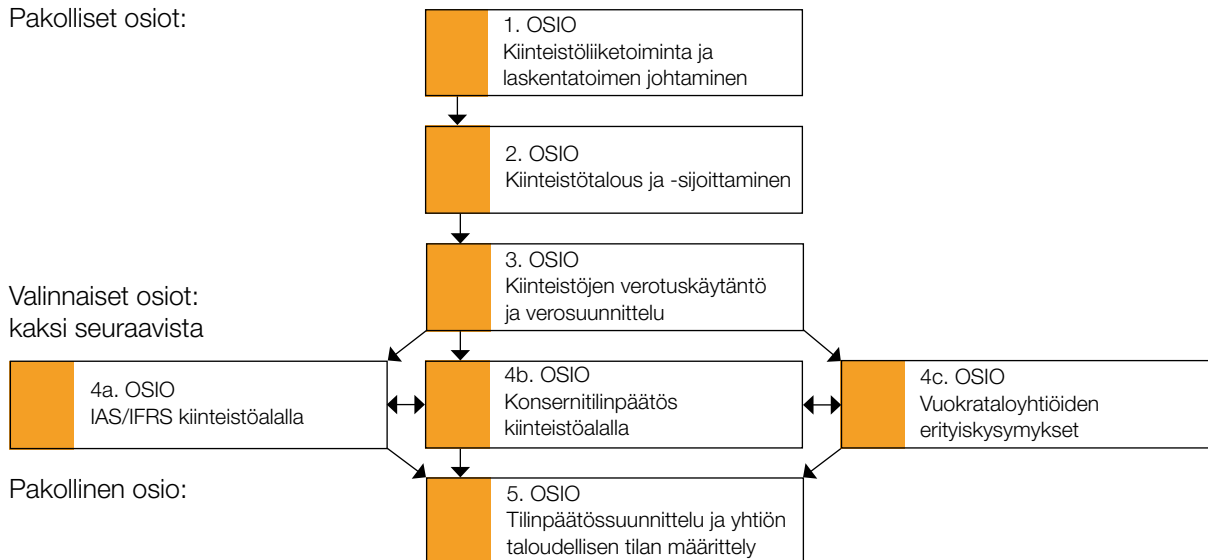 Pakolliset osiot:
1. OSIO
Kiinteistöliiketoiminta ja
laskentatoimen johtaminen
2. OSIO
Kiinteistötalous ja -sijoittaminen
3. OSIO
Kiinteistöjen verotuskäytäntö
ja verosuunnittelu
Valinnaiset osiot:
kaksi seuraavista
4a. OSIO
IAS/IFRS kiinteistöalalla
4b. OSIO
Konsernitilinpäätös
kiinteistöalalla
4c. OSIO
Vuokrataloyhtiöiden
erityiskysymykset
Pakollinen osio:
5. OSIO
Tilinpäätössuunnittelu ja yhtiön
taloudellisen tilan määrittely